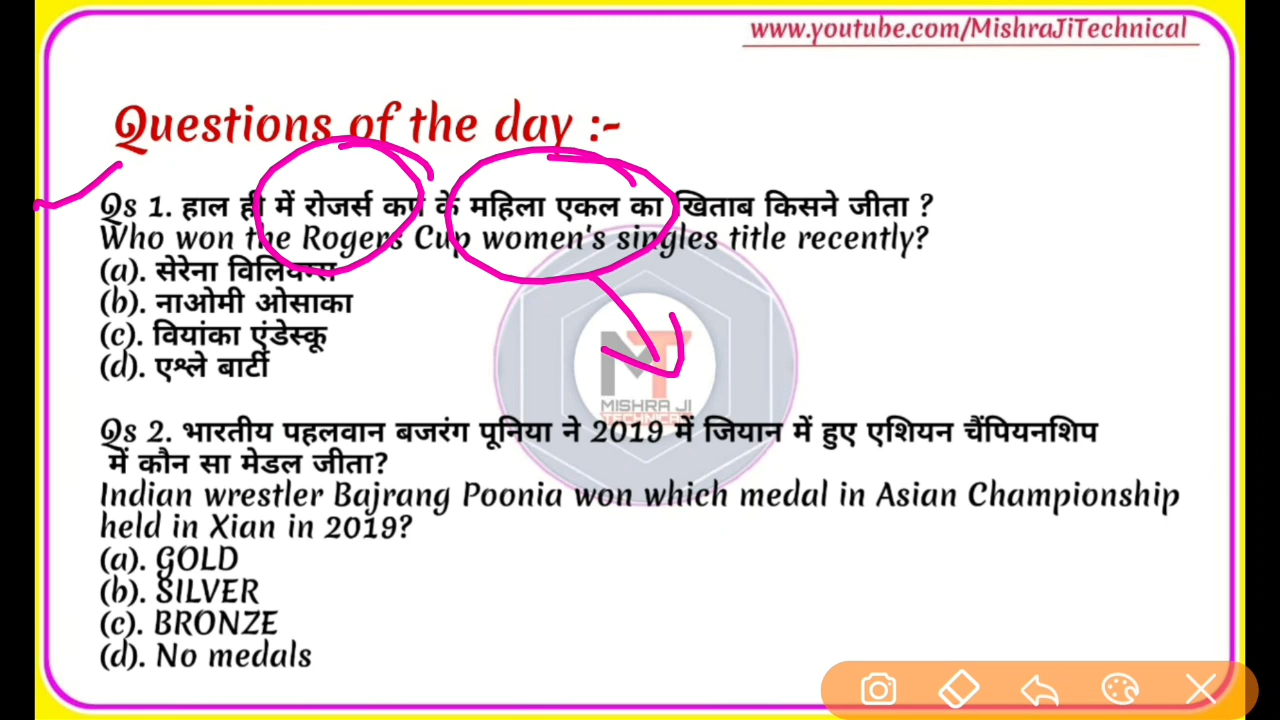 www.youtube.com/MishraJiTechnical
Questions of the day :-
Qs 1. हाल ही में रोजर्स कप के महिला एकल का खिताब किसने जीता ?
Who won the Rogers Cup women's singles title recently?
(a). सेरेना विलियम्स
(b). नाओमी ओसाका
(c). वियांका एंडेस्कू
(d). एश्ले बार्टी
MT
MISHRA JI
TECHNICAL
Qs 2. भारतीय पहलवान बजरंग पूनिया ने 2019 में जियान में हुए एशियन चैंपियनशिप
में कौन सा मेडल जीता?
Indian wrestler Bajrang Poonia won which medal in Asian Championship
held in Xian in 2019?
(a). GOLD
(b). SILVER
(c). BRONZE
(d). No medals